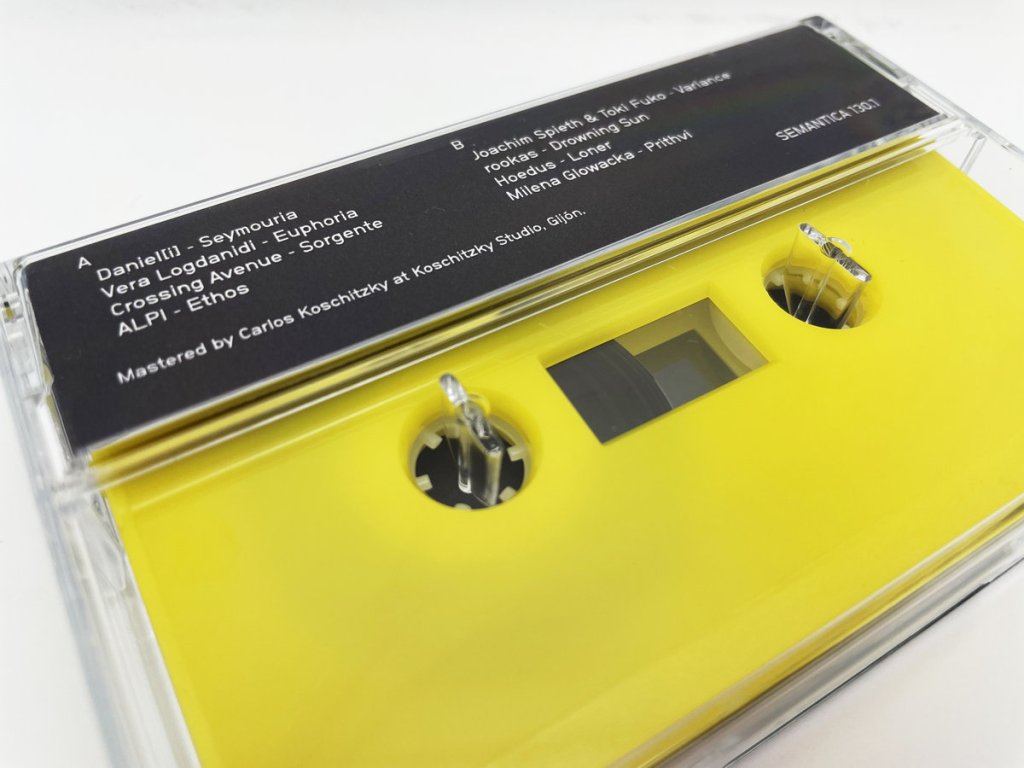 A
Daniel[i] - Seymouria
Vera Logdanidi - Euphoria
Crossing Avenue - Sorgente
ALPI - Ethos
B
Joachim Spieth & Toki Fuko - Variance
rookas - Drowning Sun
Hoedus - Loner
Milena Glowacka - Prithvi
Mastered by Carlos Koschitzky at Koschitzky Studio, Gijón.
SEMANTICA 130.1